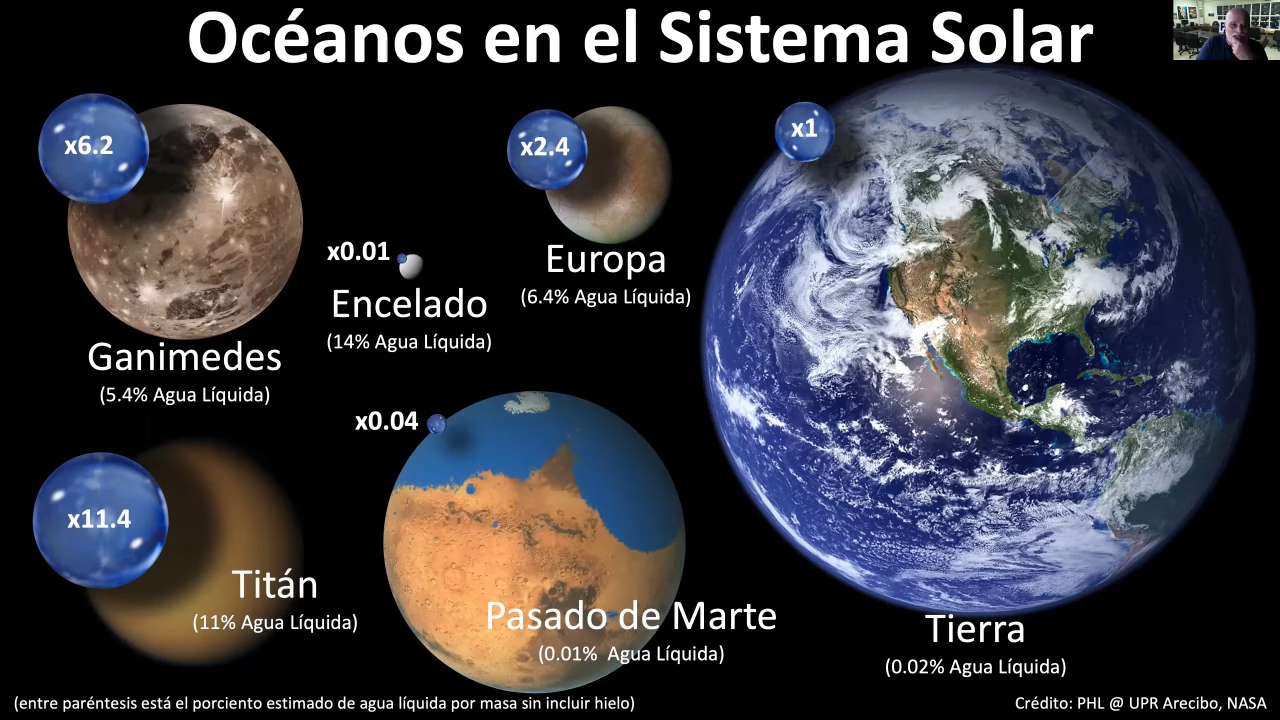 Océanos en el Sistema Solar
x6.2
Ganimedes
(5.4% Agua Líquida)
x0.01
Encelado
(14% Agua Líquida)
x2.4
Europa
(6.4% Agua Líquida)
x1
Tierra
(0.02% Agua Líquida)
x11.4
Titán
(11% Agua Líquida)
x0.04
Pasado de Marte
(0.01% Agua Líquida)
(entre paréntesis está el porciento estimado de agua líquida por masa sin incluir hielo)
Crédito: PHL @ UPR Arecibo, NASA